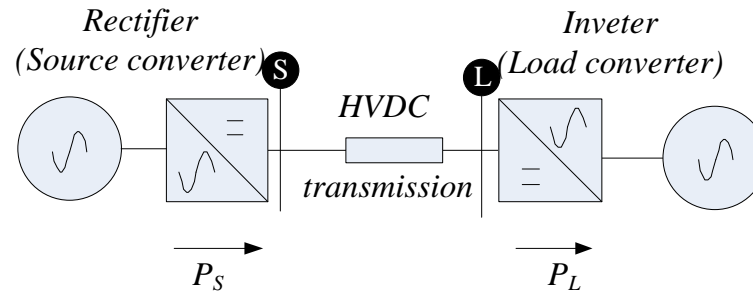 Rectifier
(Source converter)
S
HVDC
transmission
L
Inveter
(Load converter)
P_S
P_L